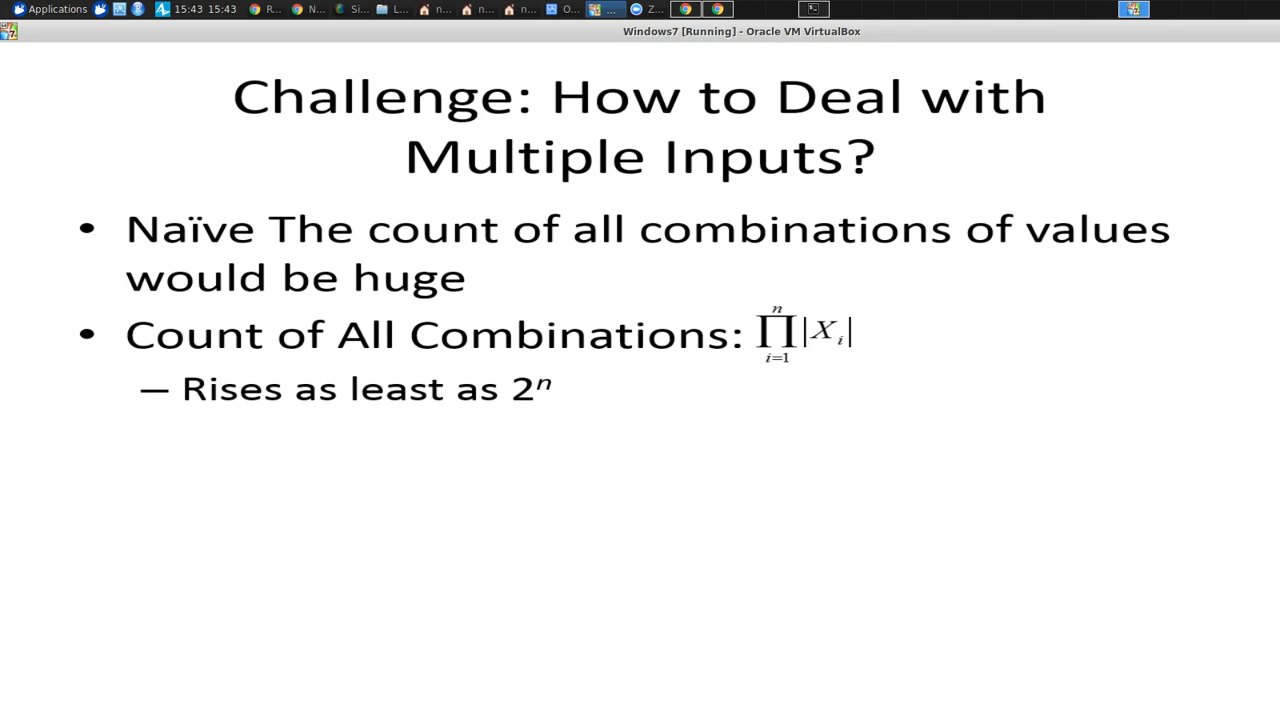 Applications 15:43 15:43 R... N... Si... L... n... n... n... O... ... Z...
Windows7 [Running] - Oracle VM VirtualBox
Challenge: How to Deal with
Multiple Inputs?
• Naïve The count of all combinations of values
would be huge
• Count of All Combinations: ∏_{i=1}^{n} |X_i|
– Rises as least as 2ⁿ